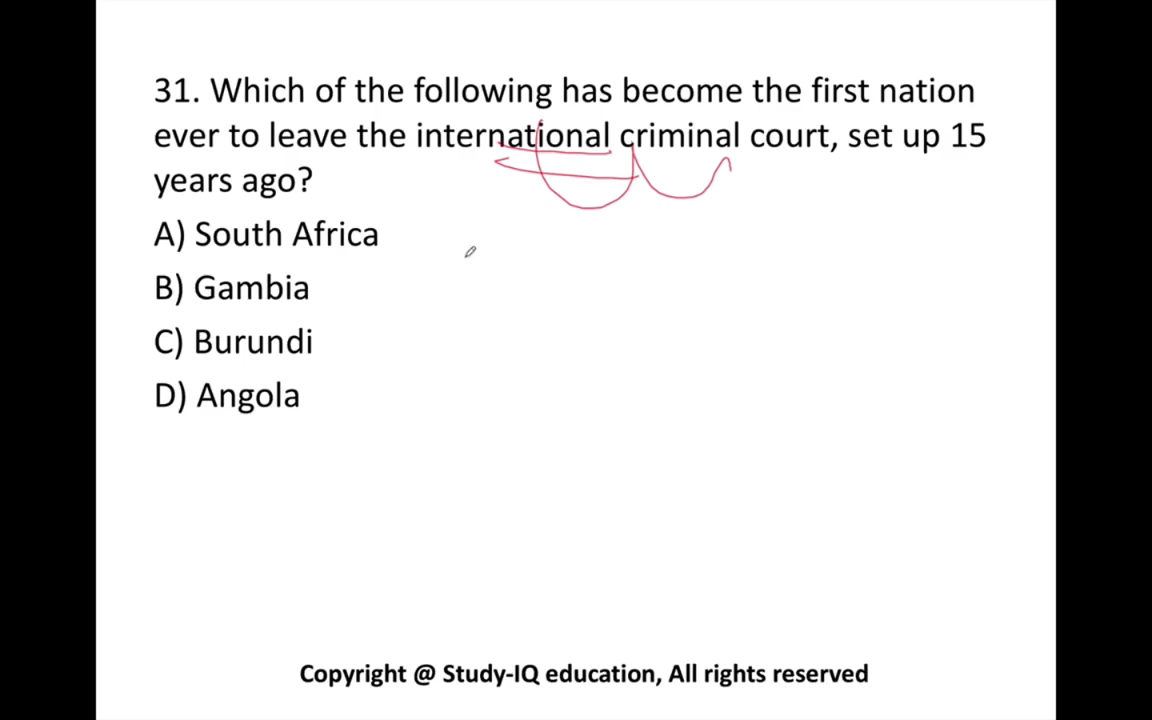 31. Which of the following has become the first nation
ever to leave the international criminal court, set up 15
years ago?
A) South Africa
B) Gambia
C) Burundi
D) Angola
Copyright @ Study-IQ education, All rights reserved